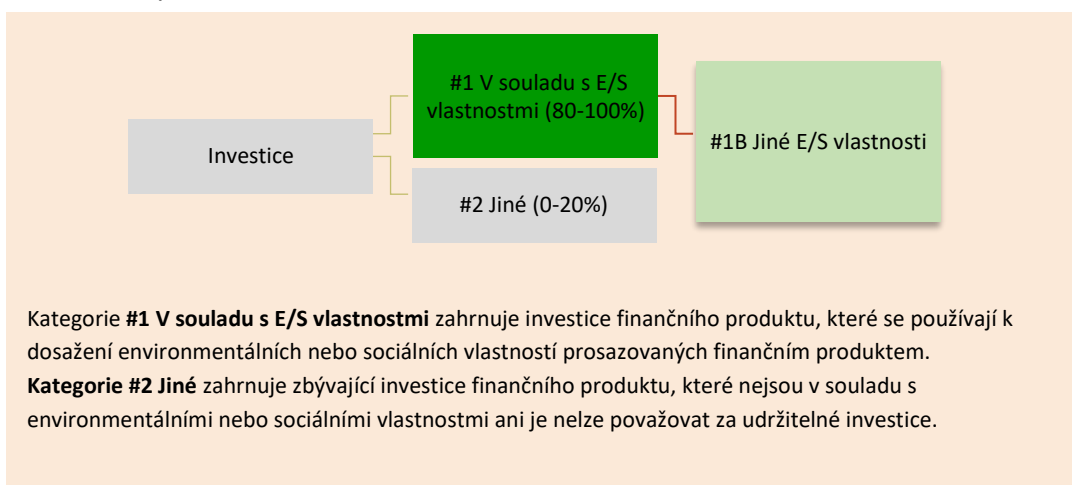 #1 V souladu s E/S
vlastnostmi (80-100%)
#1B Jiné E/S vlastnosti
Investice
#2 Jiné (0-20%)
Kategorie #1 V souladu s E/S vlastnostmi zahrnuje investice finančního produktu, které se používají k
dosažení environmentálních nebo sociálních vlastností prosazovaných finančním produktem.
Kategorie #2 Jiné zahrnuje zbývající investice finančního produktu, které nejsou v souladu s
environmentálními nebo sociálními vlastnostmi ani je nelze považovat za udržitelné investice.